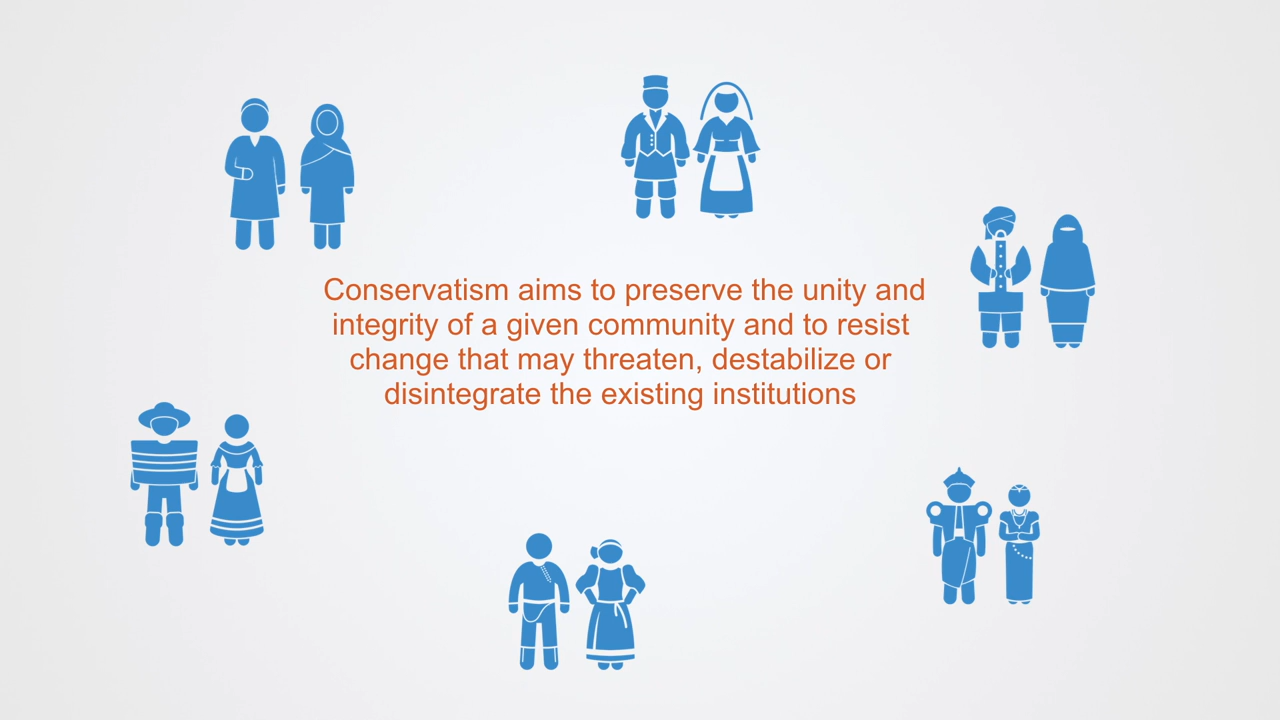 Conservatism aims to preserve the unity and
integrity of a given community and to resist
change that may threaten, destabilize or
disintegrate the existing institutions